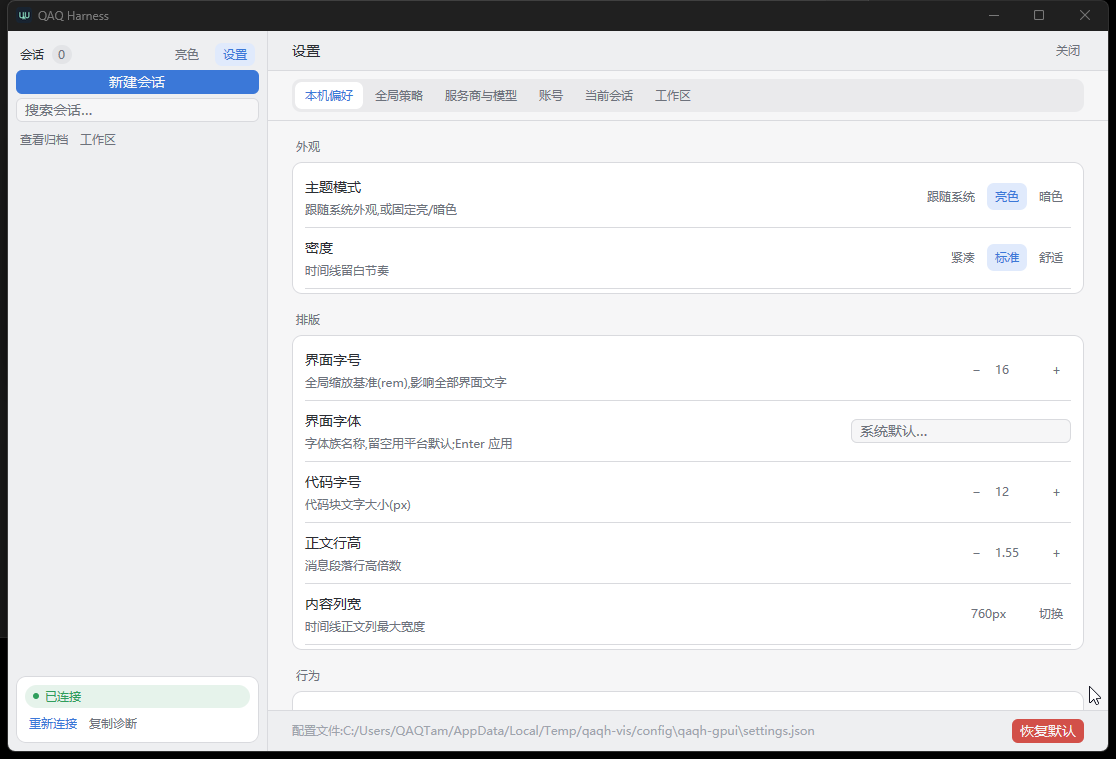 QAQ Harness
会话 0 亮色 设置
新建会话
搜索会话...
查看归档 工作区
已连接
重新连接 复制诊断
设置 关闭
本机偏好 全局策略 服务商与模型 账号 当前会话 工作区
外观
主题模式
跟随系统外观,或固定亮/暗色
跟随系统 亮色 暗色
密度
时间线留白节奏
紧凑 标准 舒适
排版
界面字号
全局缩放基准(rem),影响全部界面文字
− 16 +
界面字体
字体族名称,留空用平台默认;Enter 应用
系统默认...
代码字号
代码块文字大小(px)
− 12 +
正文行高
消息段落行高倍数
− 1.55 +
内容列宽
时间线正文列最大宽度
760px 切换
行为
配置文件:C:/Users/QAQTam/AppData/Local/Temp/qaqh-vis/config\qaqh-gpui\settings.json
恢复默认